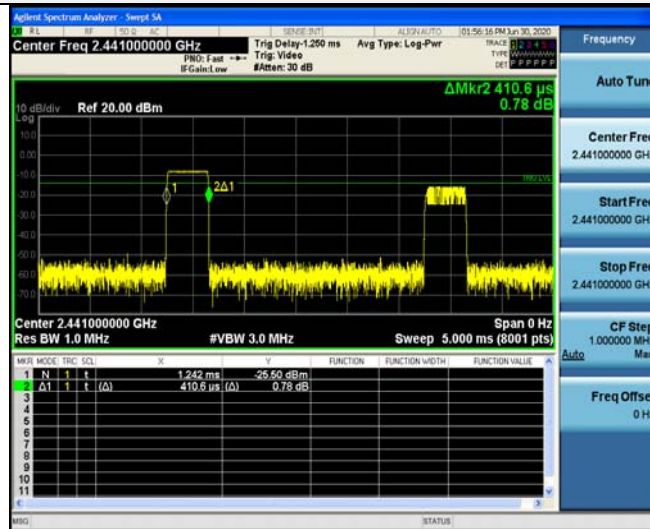 Agilent Spectrum Analyzer - Swept SA
RL RF 50 Ω AC SENSE:INT ALIGN AUTO 01:56:16 PM Jun 30, 2020
Center Freq 2.441000000 GHz
PNO: Fast
IFGain:Low
Trig Delay-1.250 ms
Trig: Video
#Atten: 30 dB
Avg Type: Log-Pwr
TRACE 1 2 3 4 5 6
TYPE
DET P P P P P P
ΔMkr2 410.6 µs
0.78 dB
10 dB/div
Log
Ref 20.00 dBm
10.0
0.00
-10.0
-20.0
-30.0
-40.0
-50.0
-60.0
-70.0
1
2Δ1
TRIG LVL
Center 2.441000000 GHz
Span 0 Hz
Res BW 1.0 MHz
#VBW 3.0 MHz
Sweep 5.000 ms (8001 pts)
MKR MODE TRC SCL X Y FUNCTION FUNCTION WIDTH FUNCTION VALUE
1 N 1 t 1.242 ms -25.50 dBm
2 Δ1 1 t (Δ) 410.6 us (Δ) 0.78 dB
3
4
5
6
7
8
9
10
11
MSG
STATUS
Frequency
Auto Tun
Center Fre
2.441000000 GH
Start Fre
2.441000000 GH
Stop Fre
2.441000000 GH
CF Step
1.000000 MH
Auto Ma
Freq Offse
0 H